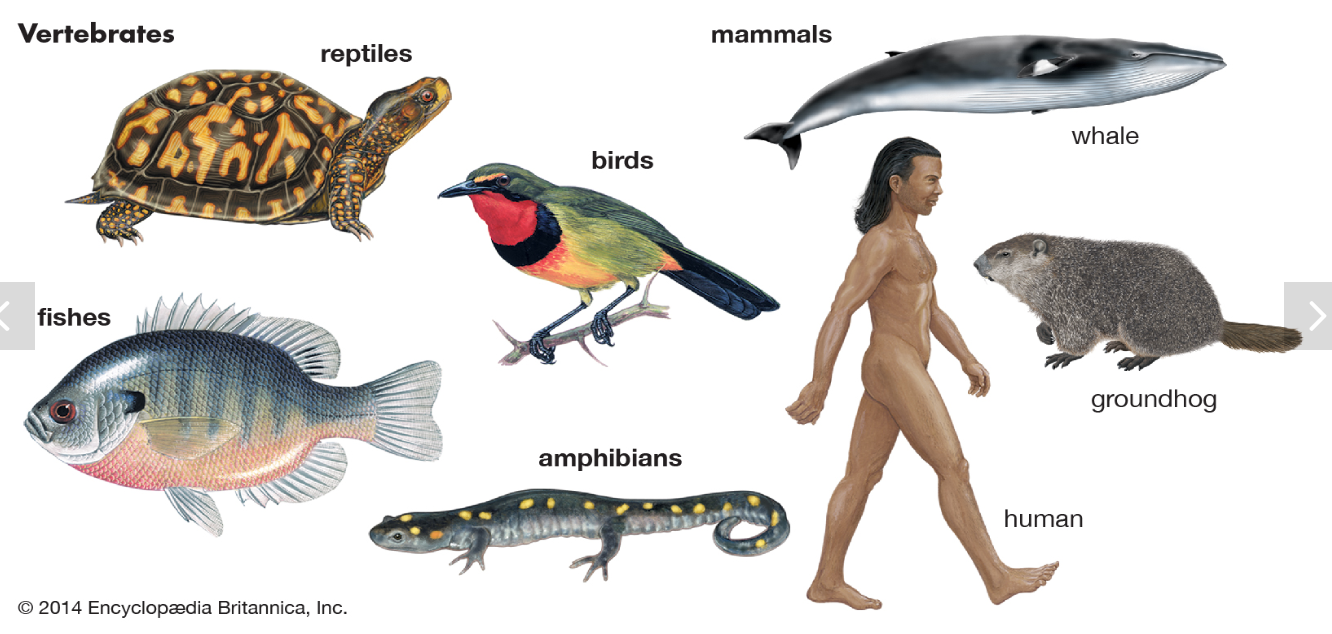 Vertebrates
reptiles
mammals
whale
birds
fishes
groundhog
amphibians
human
© 2014 Encyclopædia Britannica, Inc.